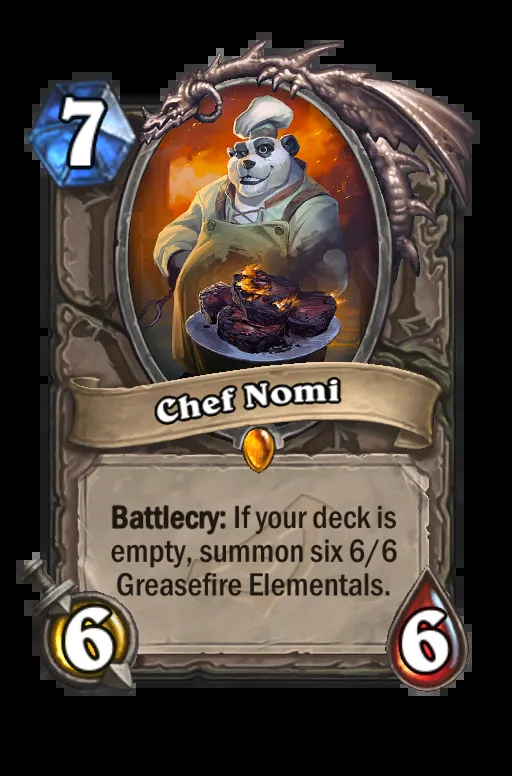 7
Chef Nomi
Battlecry: If your deck is
empty, summon six 6/6
Greasefire Elementals.
6
6